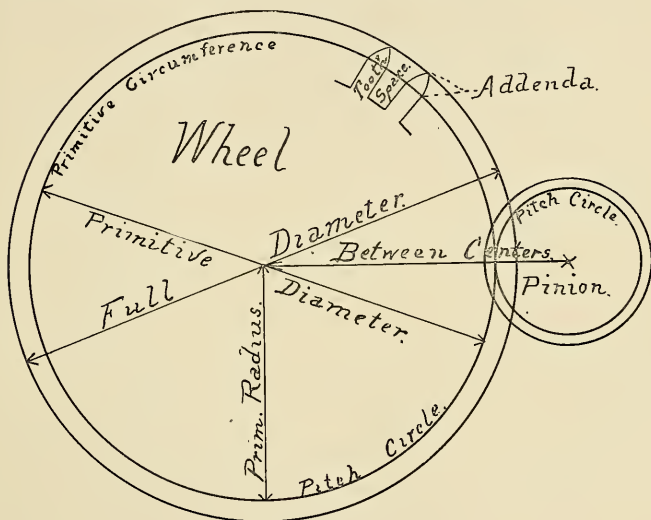 Primitive Circumference
Tooth.
Space.
Addenda.
Wheel
Pitch Circle.
Primitive Diameter.
Full Diameter.
Between Centers.
Pinion.
Prim. Radius.
Pitch Circle.